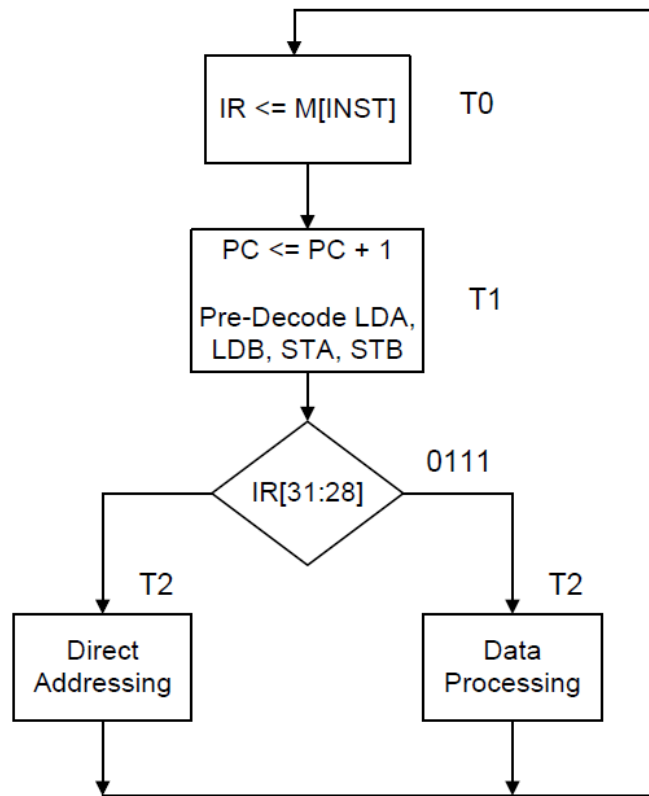 IR <= M[INST]
T0
PC <= PC + 1
Pre-Decode LDA,
LDB, STA, STB
T1
IR[31:28]
0111
T2
T2
Direct
Addressing
Data
Processing